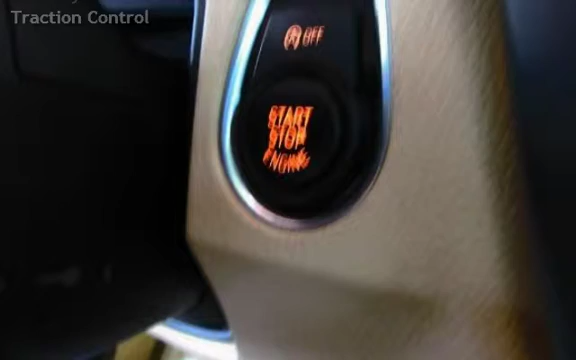 Traction Control
OFF
START
STOP
ENGINE